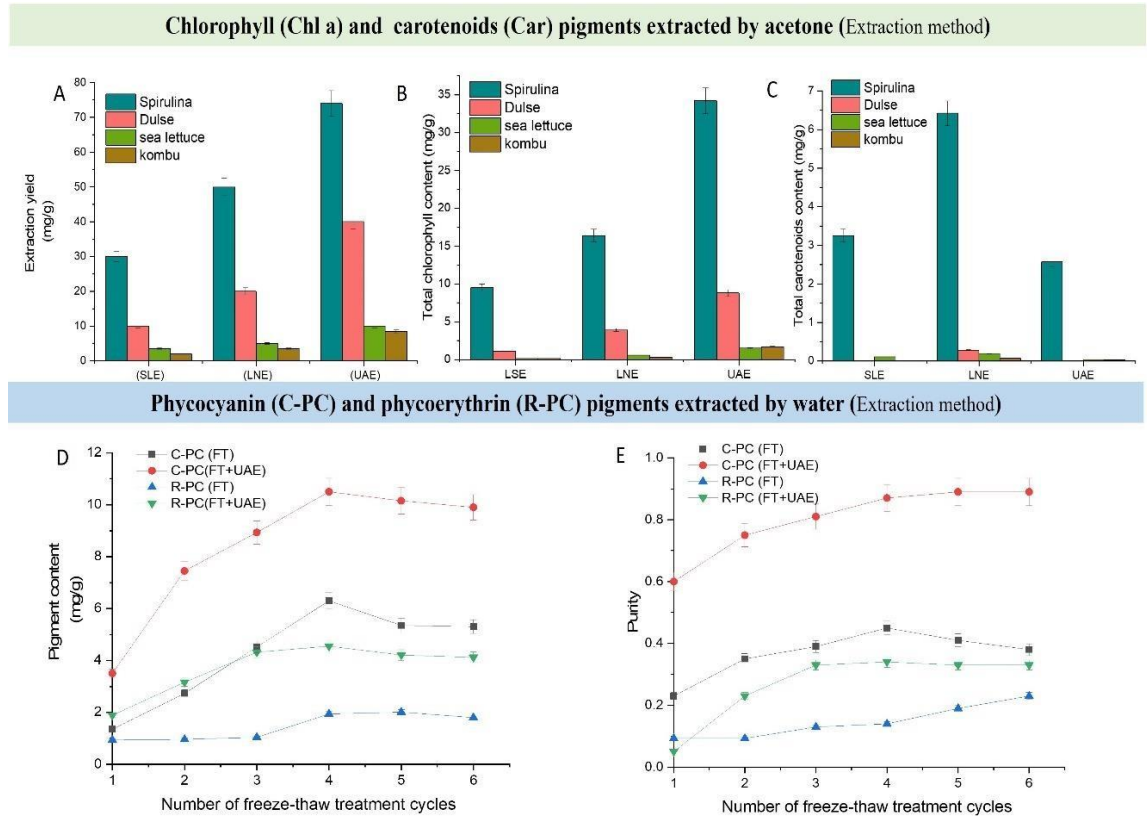 Chlorophyll (Chl a) and carotenoids (Car) pigments extracted by acetone (Extraction method)
A
Spirulina
Dulse
sea lettuce
kombu
80
70
60
50
40
30
20
10
0
Extraction yield
(mg/g)
(SLE)
(LNE)
(UAE)
B
Spirulina
Dulse
sea lettuce
kombu
35
30
25
20
15
10
5
0
Total chlorophyll content (mg/g)
LSE
LNE
UAE
C
Spirulina
Dulse
sea lettuce
kombu
7
6
5
4
3
2
1
0
Total carotenoids content (mg/g)
SLE
LNE
UAE
Phycocyanin (C-PC) and phycoerythrin (R-PC) pigments extracted by water (Extraction method)
D
C-PC (FT)
C-PC(FT+UAE)
R-PC (FT)
R-PC(FT+UAE)
12
10
8
6
4
2
0
Pigment content
(mg/g)
1 2 3 4 5 6
Number of freeze-thaw treatment cycles
E
C-PC (FT)
C-PC (FT+UAE)
R-PC (FT)
R-PC (FT+UAE)
1.0
0.8
0.6
0.4
0.2
0.0
Purity
1 2 3 4 5 6
Number of freeze-thaw treatment cycles